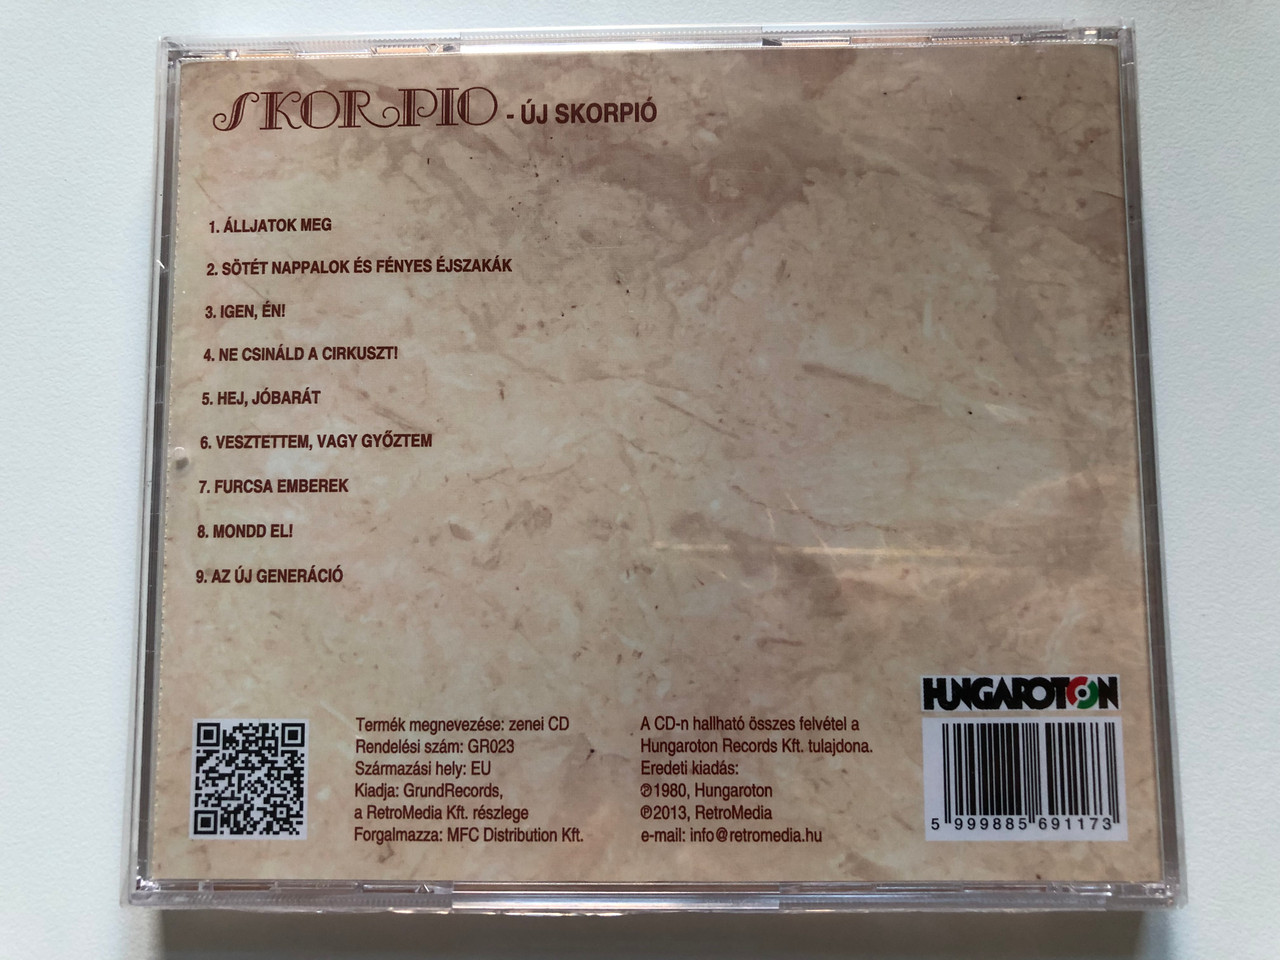 SKORPIO - ÚJ SKORPIÓ
1. ÁLLJATOK MEG
2. SÖTÉT NAPPALOK ÉS FÉNYES ÉJSZAKÁK
3. IGEN, ÉN!
4. NE CSINÁLD A CIRKUSZT!
5. HEJ, JÓBARÁT
6. VESZTETTEM, VAGY GYŐZTEM
7. FURCSA EMBEREK
8. MONDD EL!
9. AZ ÚJ GENERÁCIÓ
Termék megnevezése: zenei CD
Rendelési szám: GR023
Származási hely: EU
Kiadja: GrundRecords,
a RetroMedia Kft. részlege
Forgalmazza: MFC Distribution Kft.
A CD-n hallható összes felvétel a
Hungaroton Records Kft. tulajdona.
Eredeti kiadás:
℗1980, Hungaroton
℗2013, RetroMedia
e-mail: info@retromedia.hu
HUNGAROTON
5 999885 691173